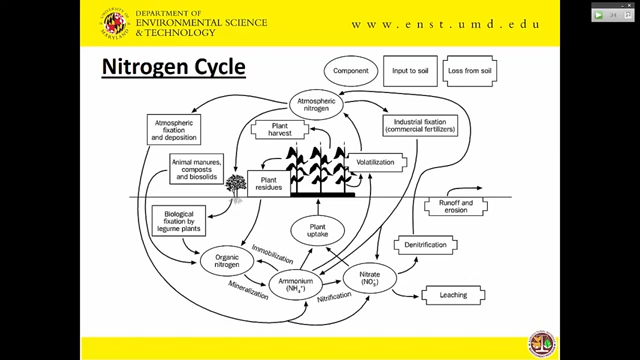 UNIVERSITY OF
MARYLAND
DEPARTMENT OF
ENVIRONMENTAL SCIENCE
& TECHNOLOGY
www.enst.umd.edu
Nitrogen Cycle
Component
Input to soil
Loss from soil
Atmospheric
nitrogen
Atmospheric
fixation
and deposition
Plant
harvest
Industrial fixation
(commercial fertilizers)
Animal manures,
composts
and biosolids
Volatilization
Plant
residues
Runoff and
erosion
Biological
fixation by
legume plants
Plant
uptake
Denitrification
Organic
nitrogen
Immobilization
Mineralization
Ammonium
(NH₄⁺)
Nitrification
Nitrate
(NO₃⁻)
Leaching